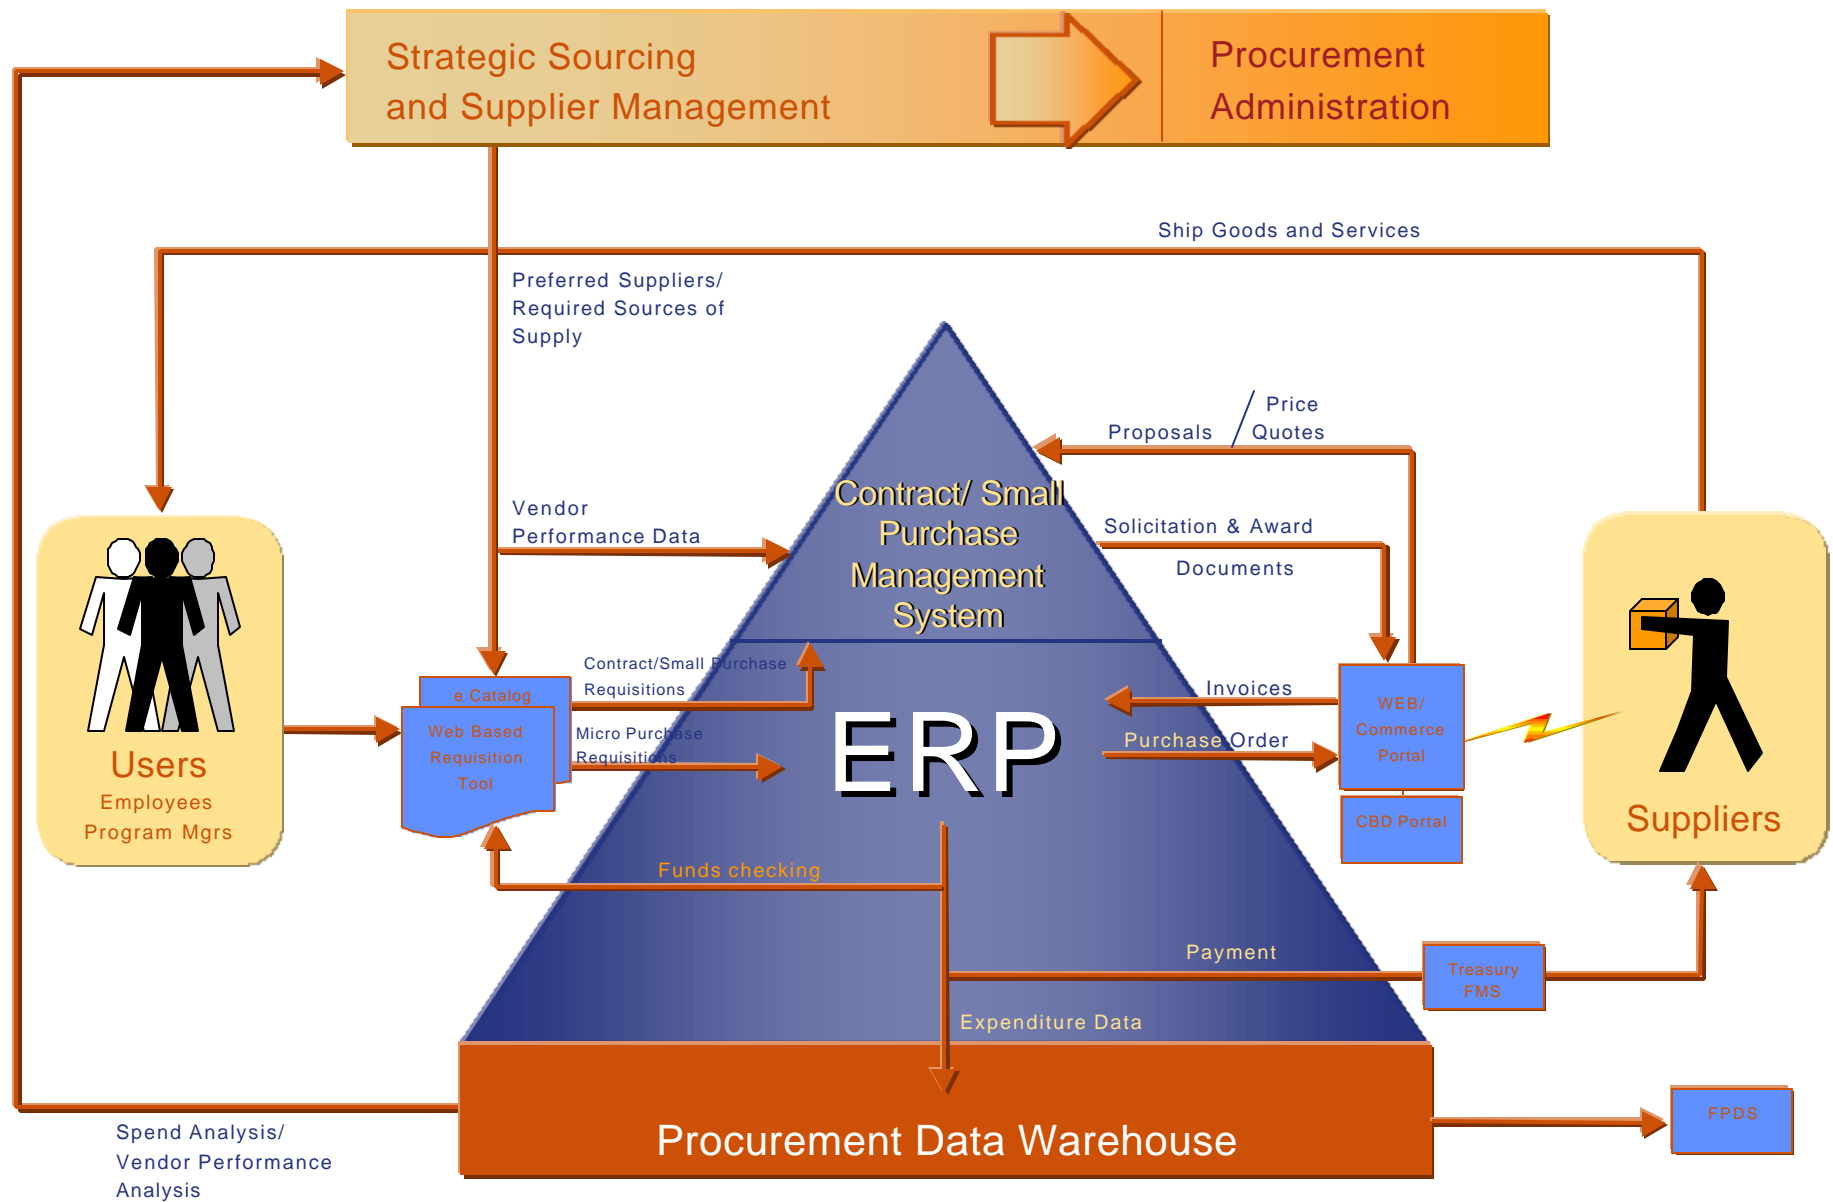 Strategic Sourcing
and Supplier Management
Procurement
Administration
Ship Goods and Services
Preferred Suppliers/
Required Sources of
Supply
Price
Proposals / Quotes
Contract/ Small
Purchase
Management
System
Vendor
Performance Data
Solicitation & Award
Documents
Contract/Small Purchase
Requisitions
e Catalog
Web Based
Requisition
Tool
Micro Purchase
Requisitions
ERP
Invoices
Purchase Order
WEB/
Commerce
Portal
CBD Portal
Users
Employees
Program Mgrs
Suppliers
Funds checking
Payment
Treasury
FMS
Expenditure Data
Procurement Data Warehouse
FPDS
Spend Analysis/
Vendor Performance
Analysis